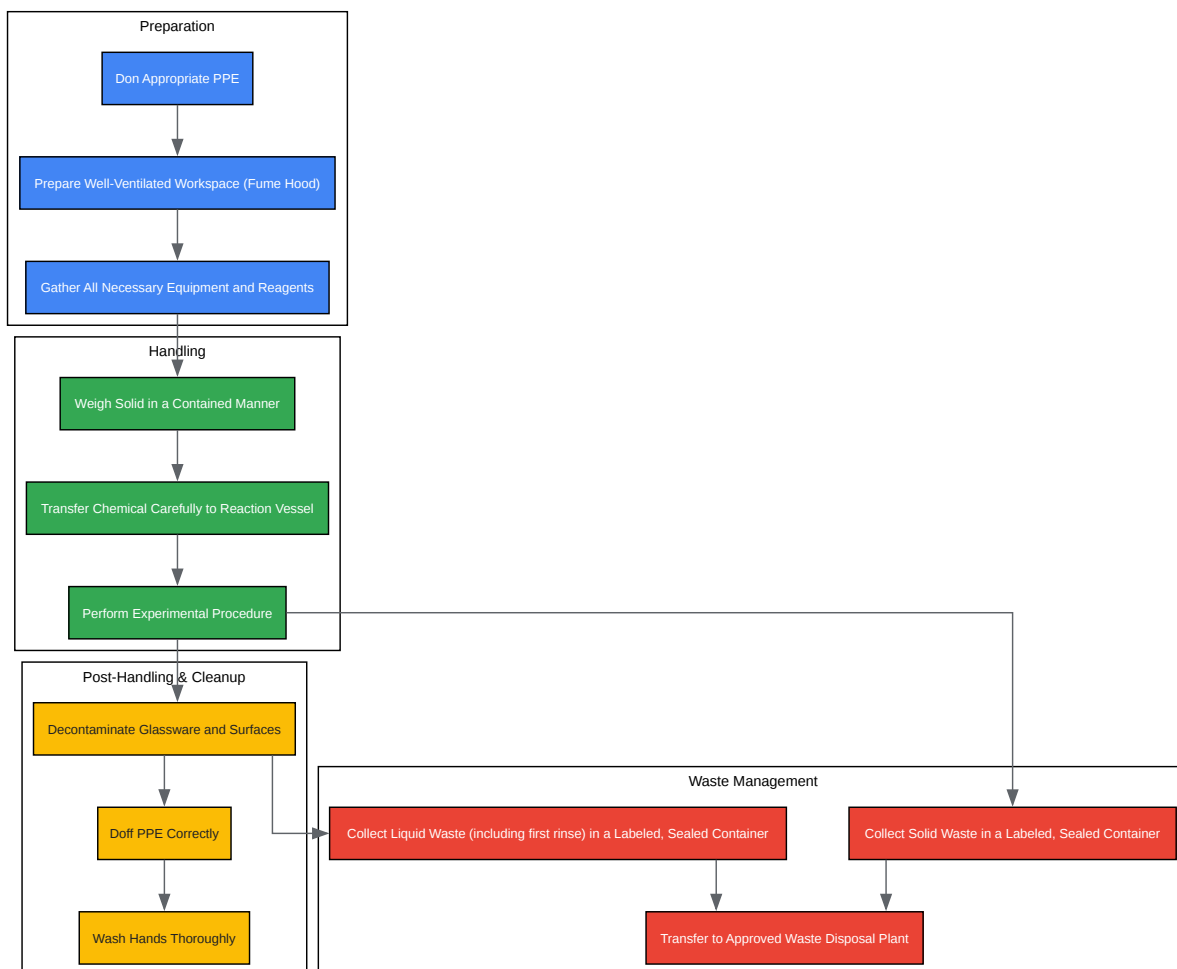 Preparation
Don Appropriate PPE
Prepare Well-Ventilated Workspace (Fume Hood)
Gather All Necessary Equipment and Reagents
Handling
Weigh Solid in a Contained Manner
Transfer Chemical Carefully to Reaction Vessel
Perform Experimental Procedure
Post-Handling & Cleanup
Decontaminate Glassware and Surfaces
Doff PPE Correctly
Wash Hands Thoroughly
Waste Management
Collect Liquid Waste (including first rinse) in a Labeled, Sealed Container
Collect Solid Waste in a Labeled, Sealed Container
Transfer to Approved Waste Disposal Plant